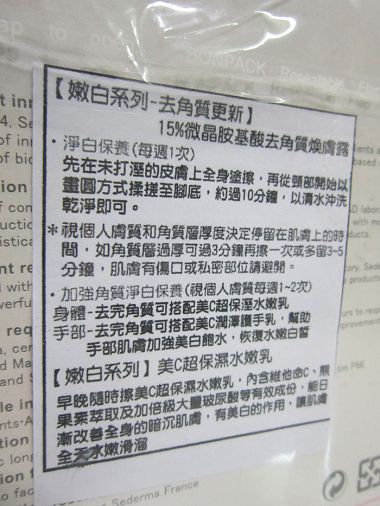 BONPACK Resealable
【嫩白系列-去角質更新】
15%微晶胺基酸去角質煥膚露
・淨白保養(每週1次)
先在未打溼的皮膚上全身塗擦，再從頸部開始以
畫圓方式搓搓至腳底，約過10分鐘，以清水沖洗
乾淨即可。
*視個人膚質和角質層厚度決定停留在肌膚上的時
間，如角質層過厚可過3分鐘再擦一次或多留3-5
分鐘，肌膚有傷口或私密部位請避開。
・加強角質淨白保養(視個人膚質每週1~2次)
身體-去完角質可搭配美C超保溼水嫩乳
手部-去完角質可搭配美C潤澤護手乳，幫助
手部肌膚加強美白飽水，恢復水嫩白皙
【嫩白系列】美C超保濕水嫩乳
早晚隨時擦美C超保濕水嫩乳，內含維他命C、熊
果素萃取及加倍級大量玻尿酸等有效成份，能日
漸改善全身的暗沉肌膚，有美白的作用，讓肌膚
全天水嫩滑溜
Sederma France